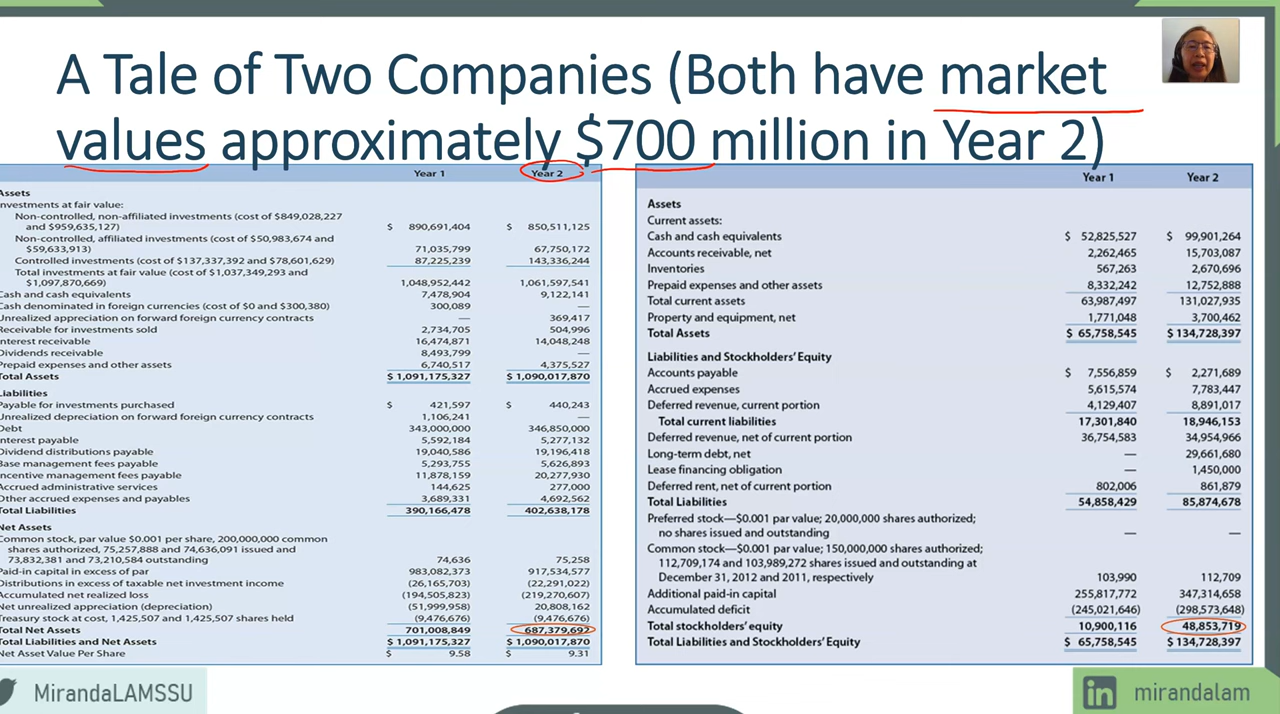 A Tale of Two Companies (Both have market
values approximately $700 million in Year 2)
Year 1 Year 2
Assets
nvestments at fair value:
Non-controlled, non-affiliated investments (cost of $849,028,227
and $959,635,127) $ 890,691,404 $ 850,511,125
Non-controlled, affiliated investments (cost of $50,983,674 and
$59,633,913) 71,035,799 67,750,172
Controlled investments (cost of $137,337,392 and $78,601,629) 87,225,239 143,336,244
Total investments at fair value (cost of $1,037,349,293 and
$1,097,870,669) 1,048,952,442 1,061,597,541
Cash and cash equivalents 7,478,904 9,122,141
Cash denominated in foreign currencies (cost of $0 and $300,380) 300,089 —
Unrealized appreciation on forward foreign currency contracts — 369,417
Receivable for investments sold 2,734,705 504,996
nterest receivable 16,474,871 14,048,248
Dividends receivable 8,493,799 —
Prepaid expenses and other assets 6,740,517 4,375,527
Total Assets $ 1,091,175,327 $ 1,090,017,870
Liabilities
Payable for investments purchased $ 421,597 $ 440,243
Unrealized depreciation on forward foreign currency contracts 1,106,241 —
Debt 343,000,000 346,850,000
nterest payable 5,592,184 5,277,132
Dividend distributions payable 19,040,586 19,196,418
Base management fees payable 5,293,755 5,626,893
ncentive management fees payable 11,878,159 20,277,930
Accrued administrative services 144,625 277,000
Other accrued expenses and payables 3,689,331 4,692,562
Total Liabilities 390,166,478 402,638,178
Net Assets
Common stock, par value $0.001 per share, 200,000,000 common
shares authorized, 75,257,888 and 74,636,091 issued and
73,832,381 and 73,210,584 outstanding 74,636 75,258
Paid-in capital in excess of par 983,082,373 917,534,577
Distributions in excess of taxable net investment income (26,165,703) (22,291,022)
Accumulated net realized loss (194,505,823) (219,270,607)
Net unrealized appreciation (depreciation) (51,999,958) 20,808,162
Treasury stock at cost, 1,425,507 and 1,425,507 shares held (9,476,676) (9,476,676)
Total Net Assets 701,008,849 687,379,692
Total Liabilities and Net Assets $ 1,091,175,327 $ 1,090,017,870
Net Asset Value Per Share $ 9.58 $ 9.31
Year 1 Year 2
Assets
Current assets:
Cash and cash equivalents $ 52,825,527 $ 99,901,264
Accounts receivable, net 2,262,465 15,703,087
Inventories 567,263 2,670,696
Prepaid expenses and other assets 8,332,242 12,752,888
Total current assets 63,987,497 131,027,935
Property and equipment, net 1,771,048 3,700,462
Total Assets $ 65,758,545 $ 134,728,397
Liabilities and Stockholders' Equity
Accounts payable $ 7,556,859 $ 2,271,689
Accrued expenses 5,615,574 7,783,447
Deferred revenue, current portion 4,129,407 8,891,017
Total current liabilities 17,301,840 18,946,153
Deferred revenue, net of current portion 36,754,583 34,954,966
Long-term debt, net — 29,661,680
Lease financing obligation — 1,450,000
Deferred rent, net of current portion 802,006 861,879
Total Liabilities 54,858,429 85,874,678
Preferred stock—$0.001 par value; 20,000,000 shares authorized;
no shares issued and outstanding — —
Common stock—$0.001 par value; 150,000,000 shares authorized;
112,709,174 and 103,989,272 shares issued and outstanding at
December 31, 2012 and 2011, respectively 103,990 112,709
Additional paid-in capital 255,817,772 347,314,658
Accumulated deficit (245,021,646) (298,573,648)
Total stockholders' equity 10,900,116 48,853,719
Total Liabilities and Stockholders' Equity $ 65,758,545 $ 134,728,397
MirandaLAMSSU
in mirandalam